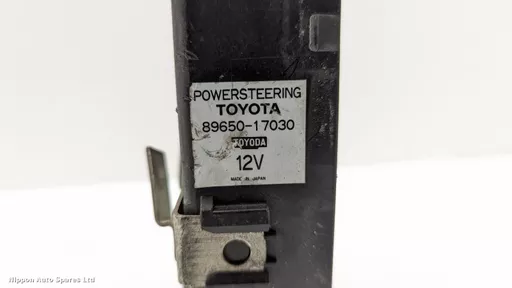 POWERSTEERING
TOYOTA
89650-17030
TOYODA
12V
MADE IN JAPAN
Nippon Auto Spares Ltd